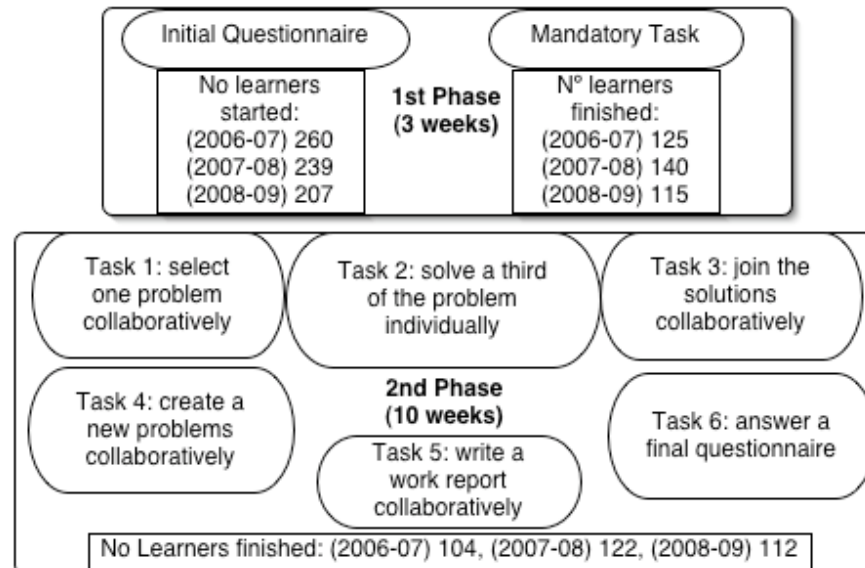 Initial Questionnaire
Mandatory Task
No learners
started:
(2006-07) 260
(2007-08) 239
(2008-09) 207
1st Phase
(3 weeks)
N° learners
finished:
(2006-07) 125
(2007-08) 140
(2008-09) 115
Task 1: select
one problem
collaboratively
Task 2: solve a third
of the problem
individually
Task 3: join the
solutions
collaboratively
Task 4: create a
new problems
collaboratively
2nd Phase
(10 weeks)
Task 5: write a
work report
collaboratively
Task 6: answer a
final questionnaire
No Learners finished: (2006-07) 104, (2007-08) 122, (2008-09) 112